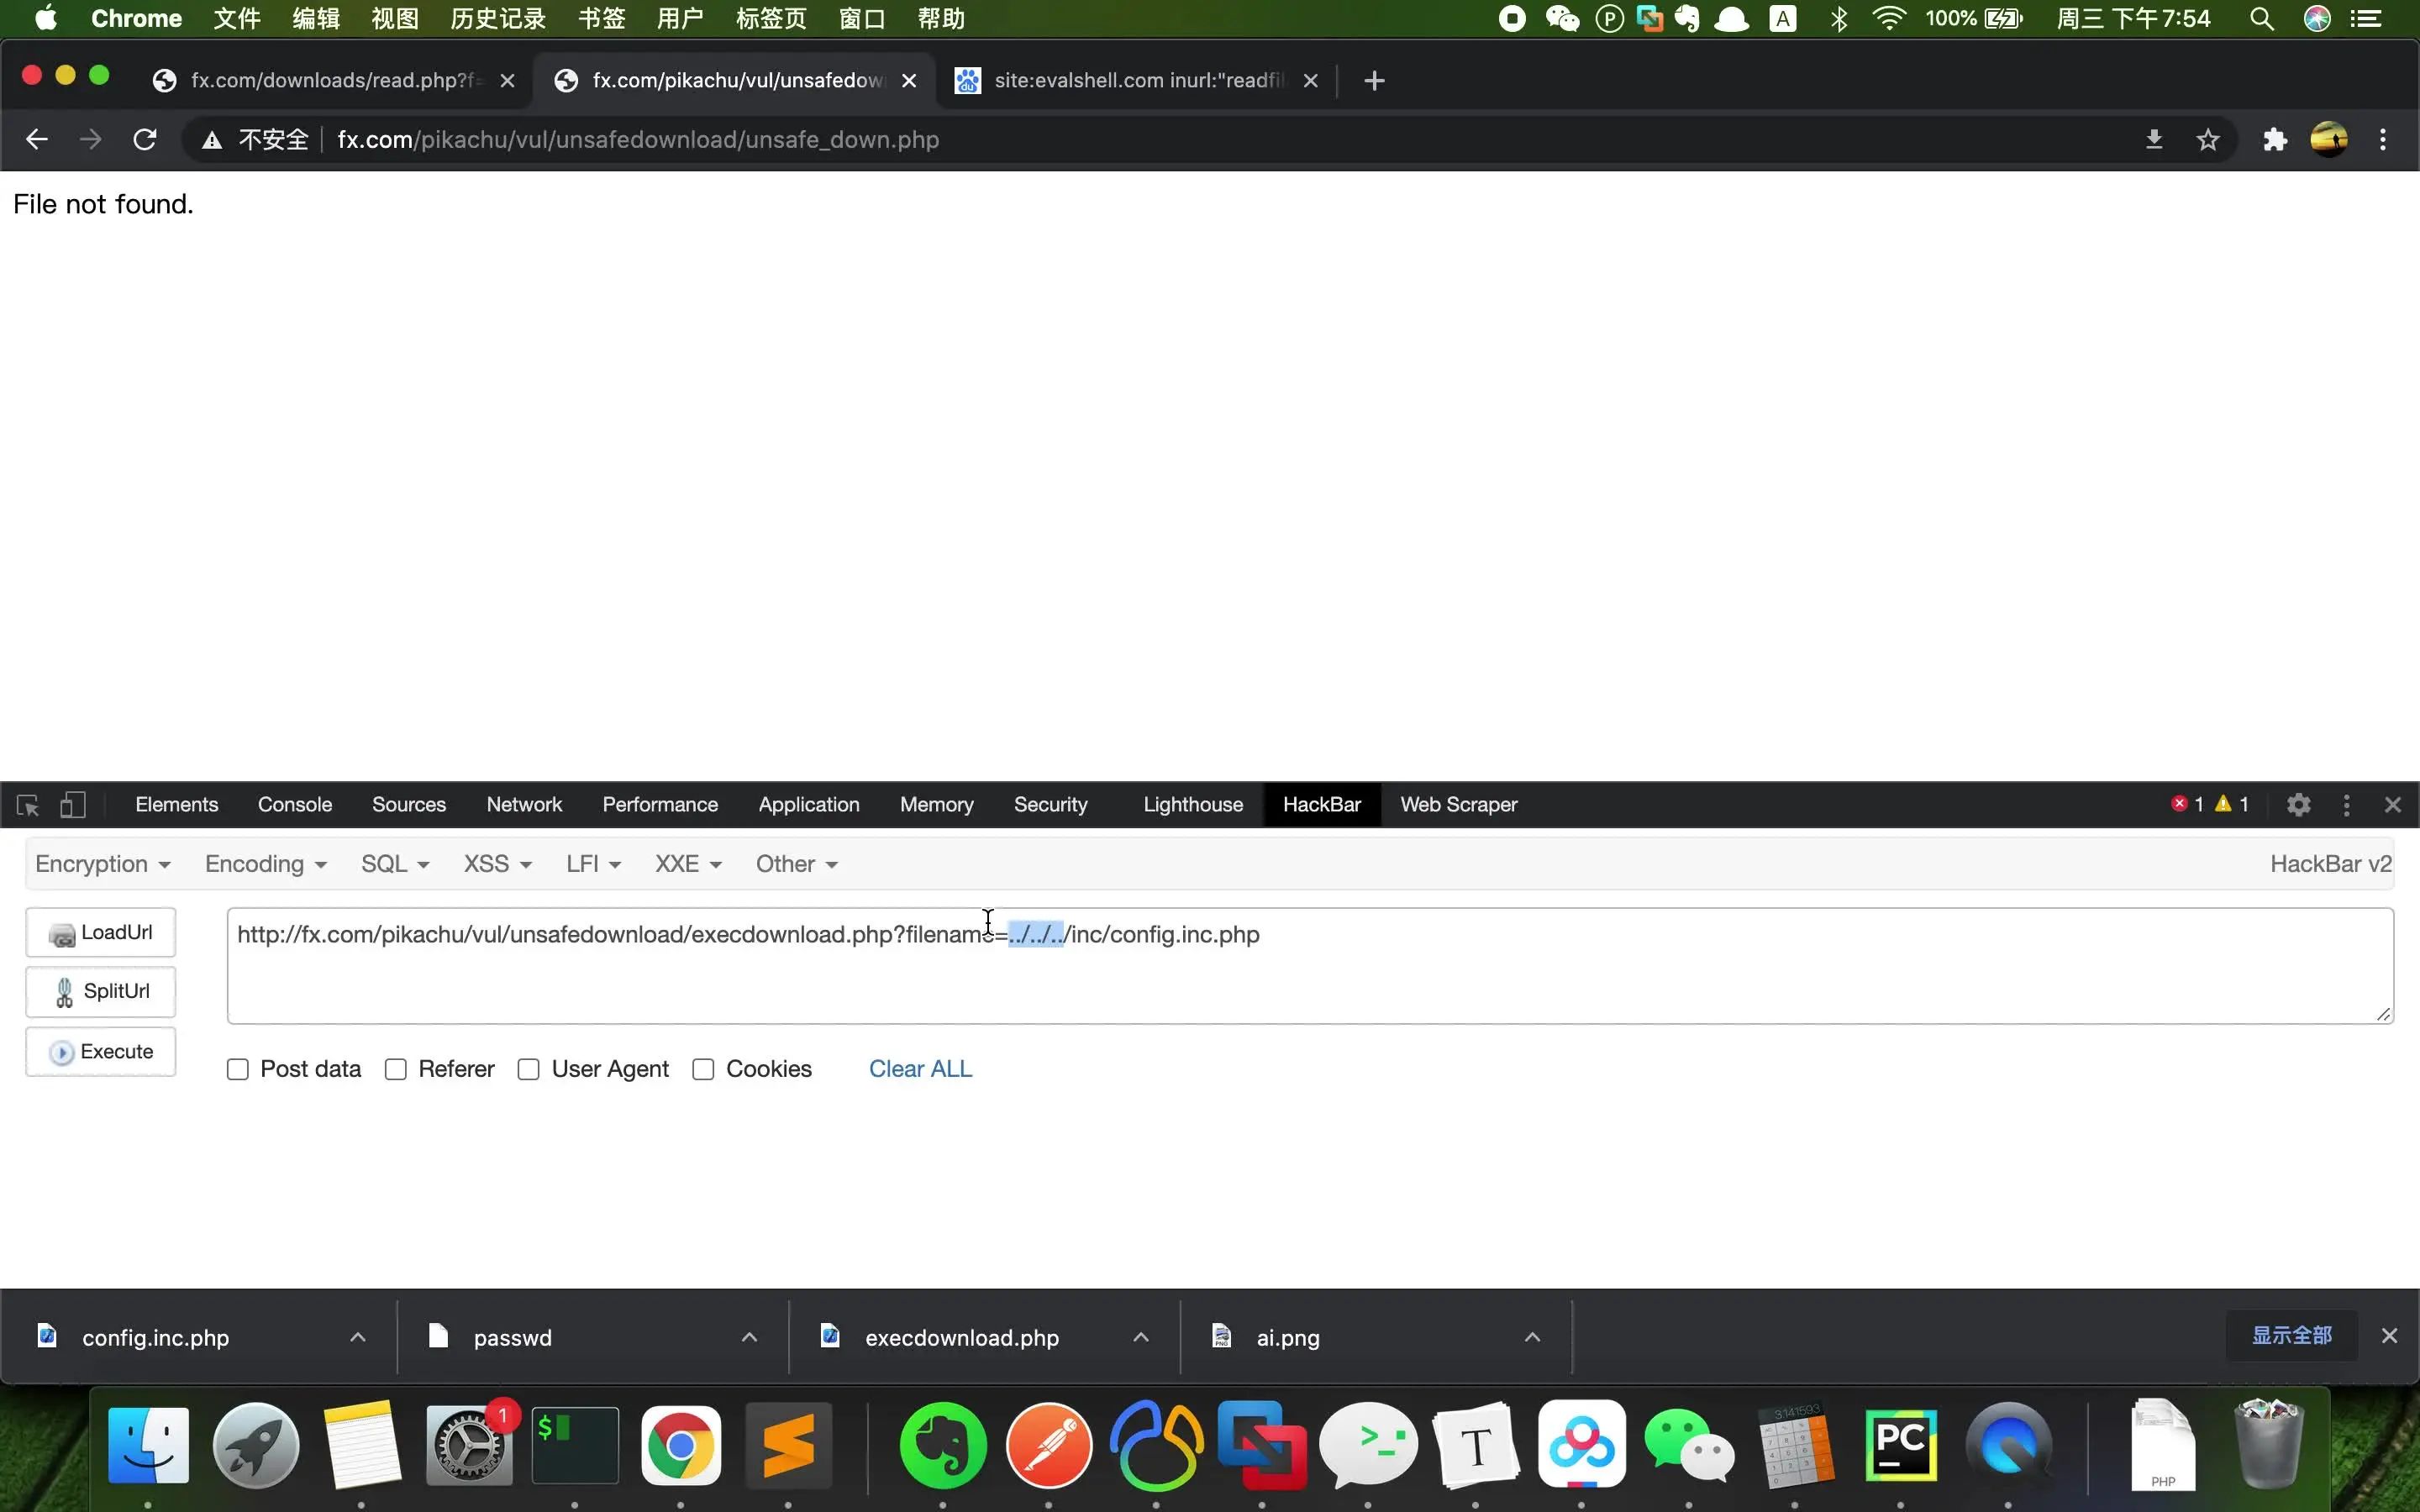 Chrome 文件 编辑 视图 历史记录 书签 用户 标签页 窗口 帮助 100% 周三 下午7:54
fx.com/downloads/read.php?f= fx.com/pikachu/vul/unsafedow site:evalshell.com inurl:"readfil
不安全 fx.com/pikachu/vul/unsafedownload/unsafe_down.php
File not found.
Elements Console Sources Network Performance Application Memory Security Lighthouse HackBar Web Scraper 1 1
Encryption Encoding SQL XSS LFI XXE Other HackBar v2
LoadUrl
http://fx.com/pikachu/vul/unsafedownload/execdownload.php?filename=../../../inc/config.inc.php
SplitUrl
Execute
Post data Referer User Agent Cookies Clear ALL
config.inc.php passwd execdownload.php ai.png 显示全部
1
3.141593
$ >_ T PC PHP